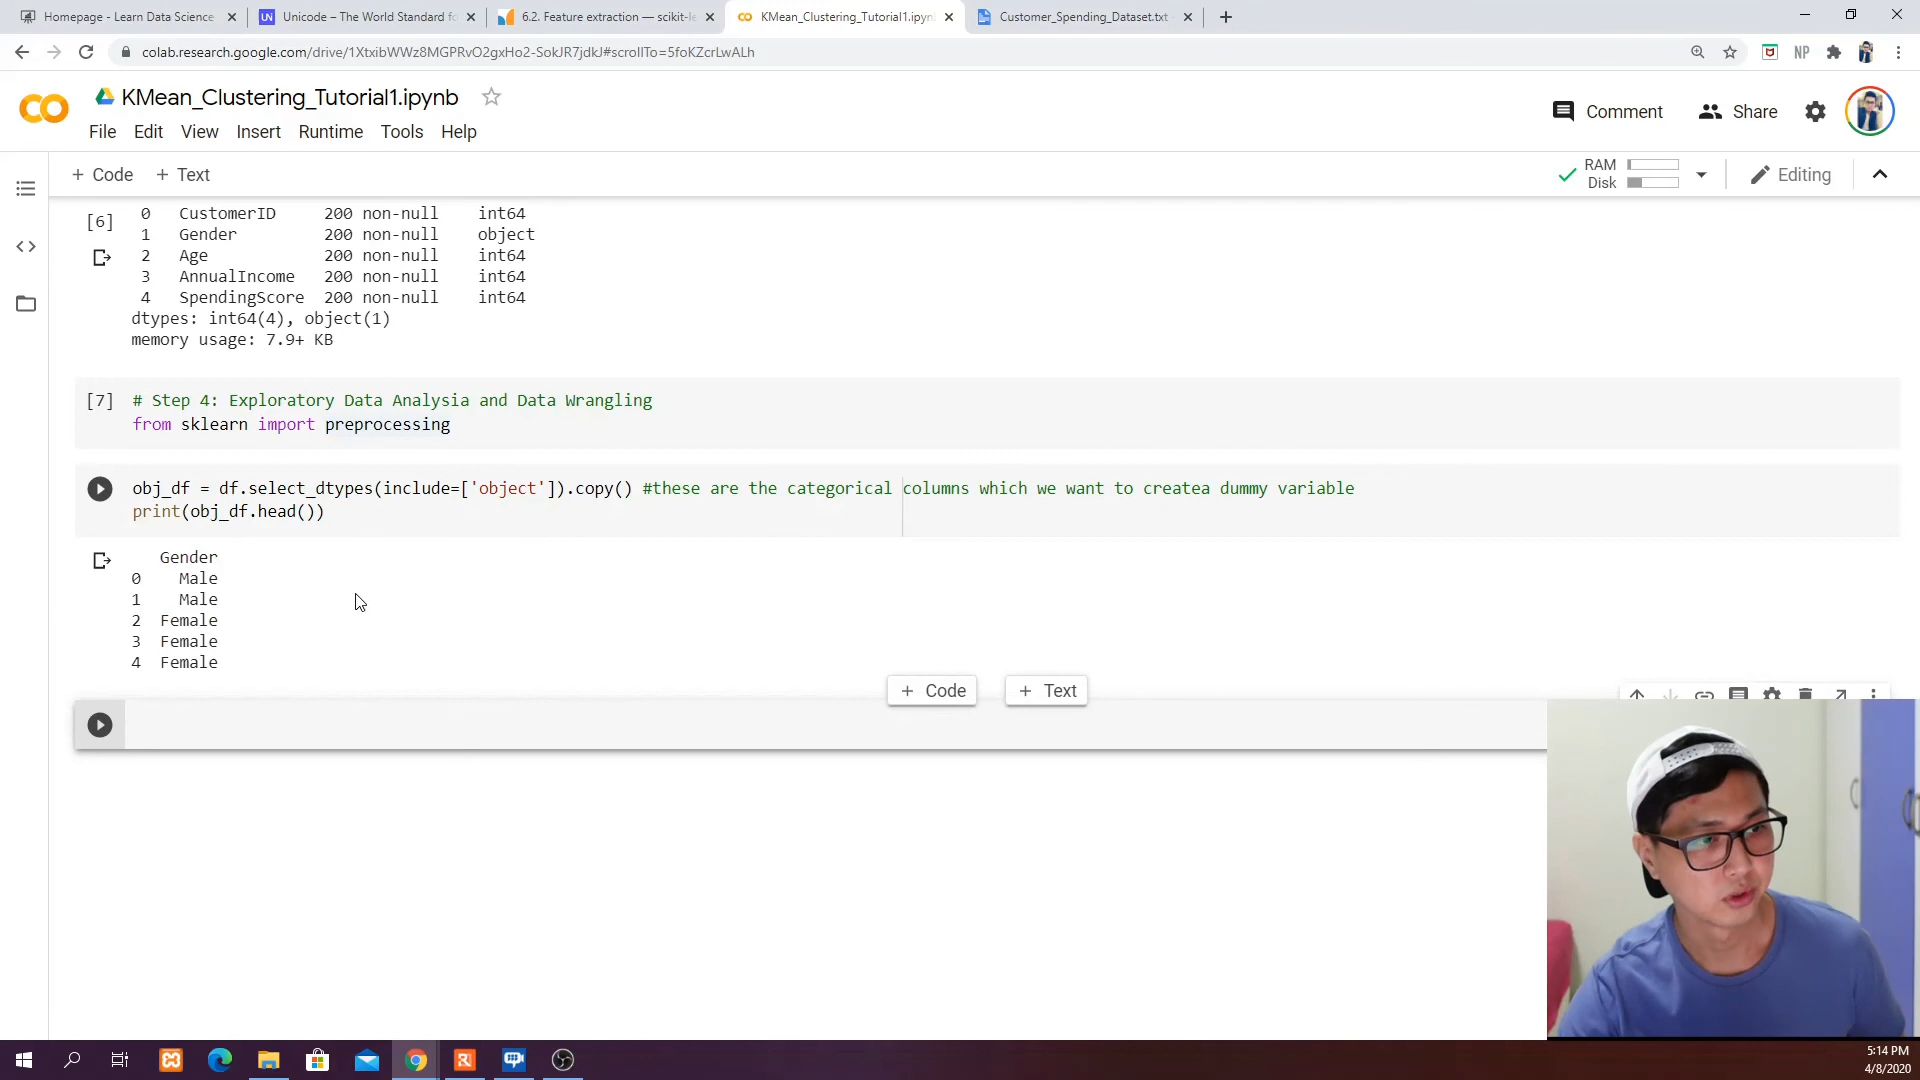 Homepage - Learn Data Science
Unicode – The World Standard fo
6.2. Feature extraction — scikit-le
KMean_Clustering_Tutorial1.ipyn
Customer_Spending_Dataset.txt
colab.research.google.com/drive/1XtxibWWz8MGPRvO2gxHo2-SokJR7jdkJ#scrollTo=5foKZcrLwALh
NP
KMean_Clustering_Tutorial1.ipynb
Comment
Share
File Edit View Insert Runtime Tools Help
+ Code + Text
RAM
Disk
Editing
[6]
0 CustomerID 200 non-null int64
1 Gender 200 non-null object
2 Age 200 non-null int64
3 AnnualIncome 200 non-null int64
4 SpendingScore 200 non-null int64
dtypes: int64(4), object(1)
memory usage: 7.9+ KB
[7] # Step 4: Exploratory Data Analysia and Data Wrangling
from sklearn import preprocessing
obj_df = df.select_dtypes(include=['object']).copy() #these are the categorical columns which we want to createa dummy variable
print(obj_df.head())
Gender
0 Male
1 Male
2 Female
3 Female
4 Female
+ Code + Text
5:14 PM
4/8/2020